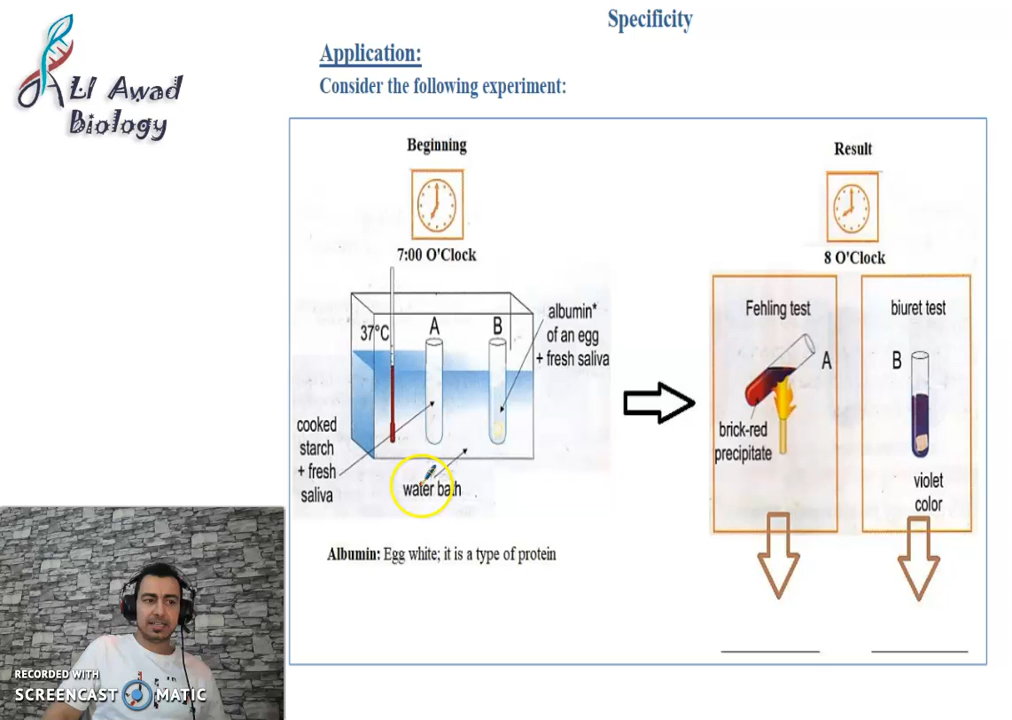 Specificity
ALI Awad
Biology
Application:
Consider the following experiment:
Beginning
7:00 O'Clock
37°C
A
B
albumin*
of an egg
+ fresh saliva
cooked
starch
+ fresh
saliva
water bath
Albumin: Egg white; it is a type of protein
Result
8 O'Clock
Fehling test
A
brick-red
precipitate
biuret test
B
violet
color
RECORDED WITH
SCREENCAST MATIC